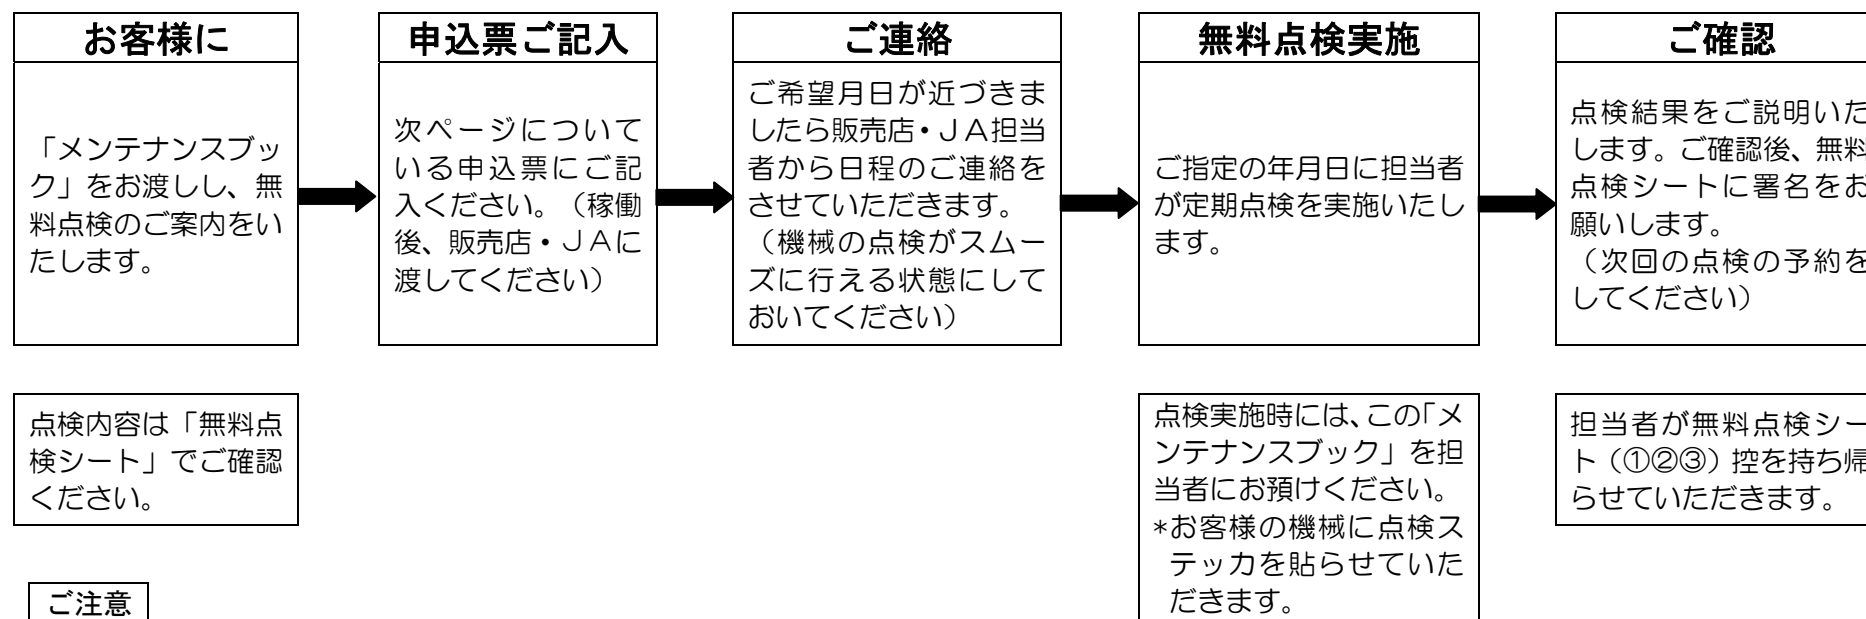 お客様に
「メンテナンスブッ
ク」をお渡しし、無
料点検のご案内をい
たします。
申込票ご記入
次ページについて
いる申込票にご記
入ください。（稼働
後、販売店・ＪＡに
渡してください）
ご連絡
ご希望月日が近づきま
したら販売店・ＪＡ担当
者から日程のご連絡を
させていただきます。
（機械の点検がスムー
ズに行える状態にして
おいてください）
無料点検実施
ご指定の年月日に担当者
が定期点検を実施いたし
ます。
ご確認
点検結果をご説明いた
します。ご確認後、無料
点検シートに署名をお
願いします。
（次回の点検の予約を
してください）
点検内容は「無料点
検シート」でご確認
ください。
点検実施時には、この「メ
ンテナンスブック」を担
当者にお預けください。
*お客様の機械に点検ス
テッカを貼らせていた
だきます。
担当者が無料点検シー
ト（①②③）控を持ち帰
らせていただきます。
ご注意